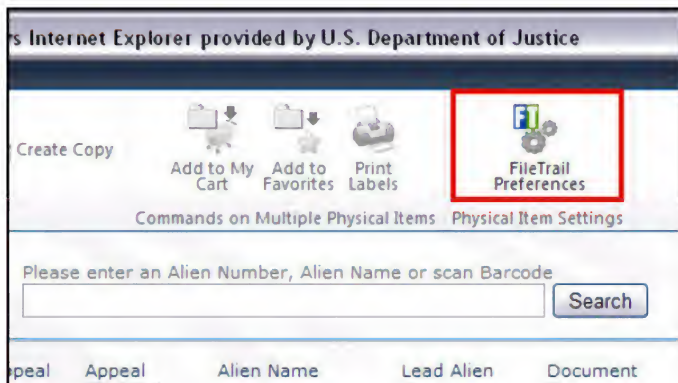 s Internet Explorer provided by U.S. Department of Justice
Create Copy
Add to My Cart
Add to Favorites
Print Labels
FT
FileTrail Preferences
Commands on Multiple Physical Items
Physical Item Settings
Please enter an Alien Number, Alien Name or scan Barcode
Search
ppeal Appeal Alien Name Lead Alien Document